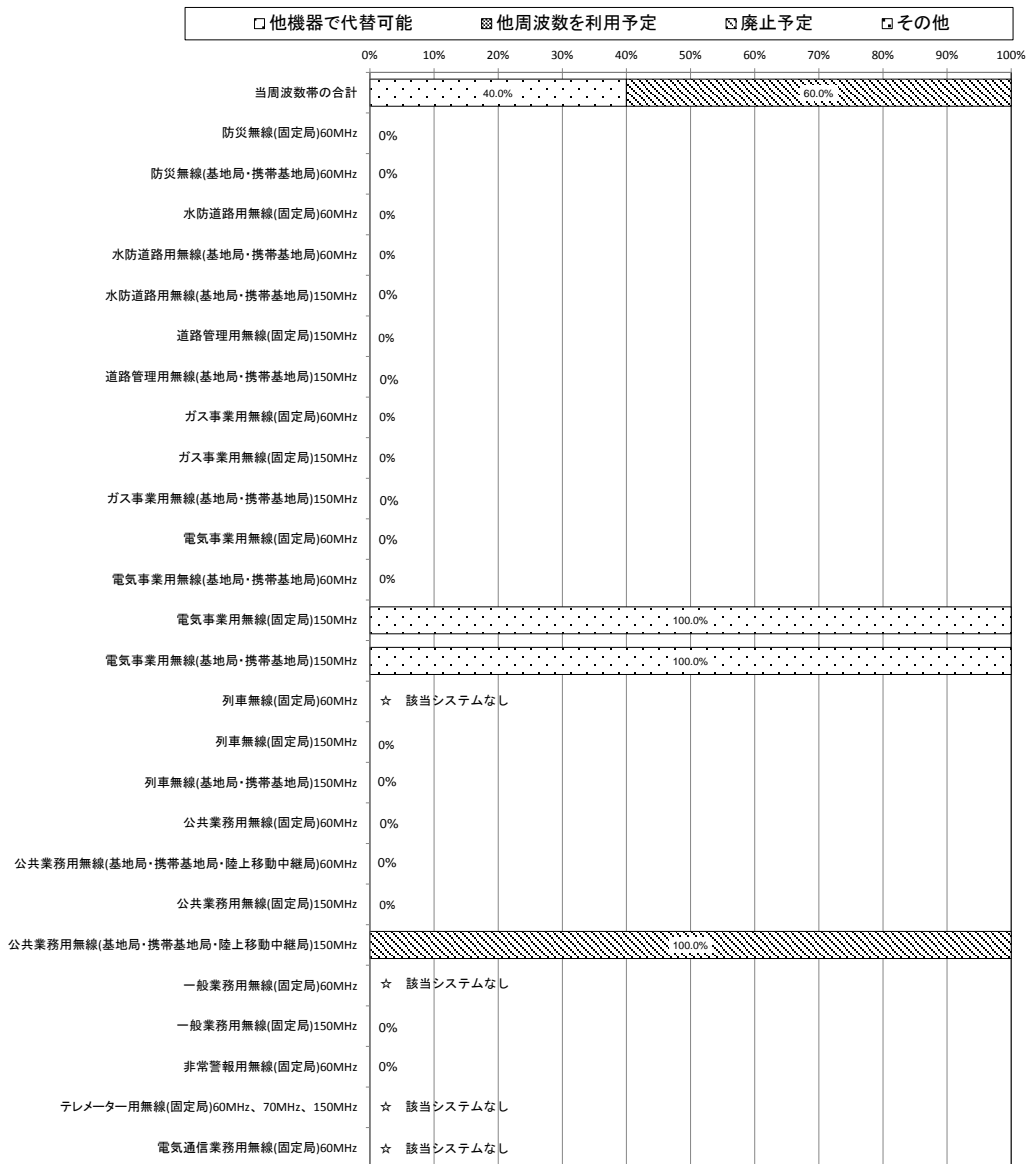 他機器で代替可能 他周波数を利用予定 廃止予定 その他
0% 10% 20% 30% 40% 50% 60% 70% 80% 90% 100%
当周波数帯の合計 40.0% 60.0%
防災無線(固定局)60MHz 0%
防災無線(基地局・携帯基地局)60MHz 0%
水防道路用無線(固定局)60MHz 0%
水防道路用無線(基地局・携帯基地局)60MHz 0%
水防道路用無線(基地局・携帯基地局)150MHz 0%
道路管理用無線(固定局)150MHz 0%
道路管理用無線(基地局・携帯基地局)150MHz 0%
ガス事業用無線(固定局)60MHz 0%
ガス事業用無線(固定局)150MHz 0%
ガス事業用無線(基地局・携帯基地局)150MHz 0%
電気事業用無線(固定局)60MHz 0%
電気事業用無線(基地局・携帯基地局)60MHz 0%
電気事業用無線(固定局)150MHz 100.0%
電気事業用無線(基地局・携帯基地局)150MHz 100.0%
列車無線(固定局)60MHz ☆ 該当システムなし
列車無線(固定局)150MHz 0%
列車無線(基地局・携帯基地局)150MHz 0%
公共業務用無線(固定局)60MHz 0%
公共業務用無線(基地局・携帯基地局・陸上移動中継局)60MHz 0%
公共業務用無線(固定局)150MHz 0%
公共業務用無線(基地局・携帯基地局・陸上移動中継局)150MHz 100.0%
一般業務用無線(固定局)60MHz ☆ 該当システムなし
一般業務用無線(固定局)150MHz 0%
非常警報用無線(固定局)60MHz 0%
テレメーター用無線(固定局)60MHz、70MHz、150MHz ☆ 該当システムなし
電気通信業務用無線(固定局)60MHz ☆ 該当システムなし